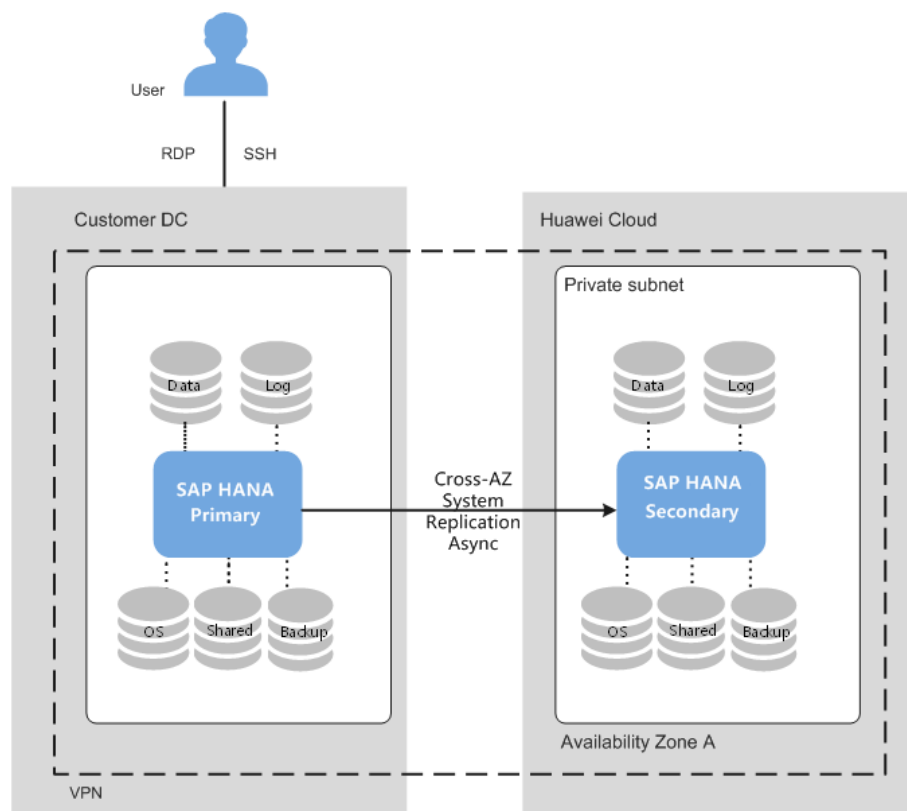 User
RDP
SSH
Customer DC
Huawei Cloud
Private subnet
Data
Log
Data
Log
SAP HANA
Primary
Cross-AZ
System
Replication
Async
SAP HANA
Secondary
OS
Shared
Backup
OS
Shared
Backup
Availability Zone A
VPN